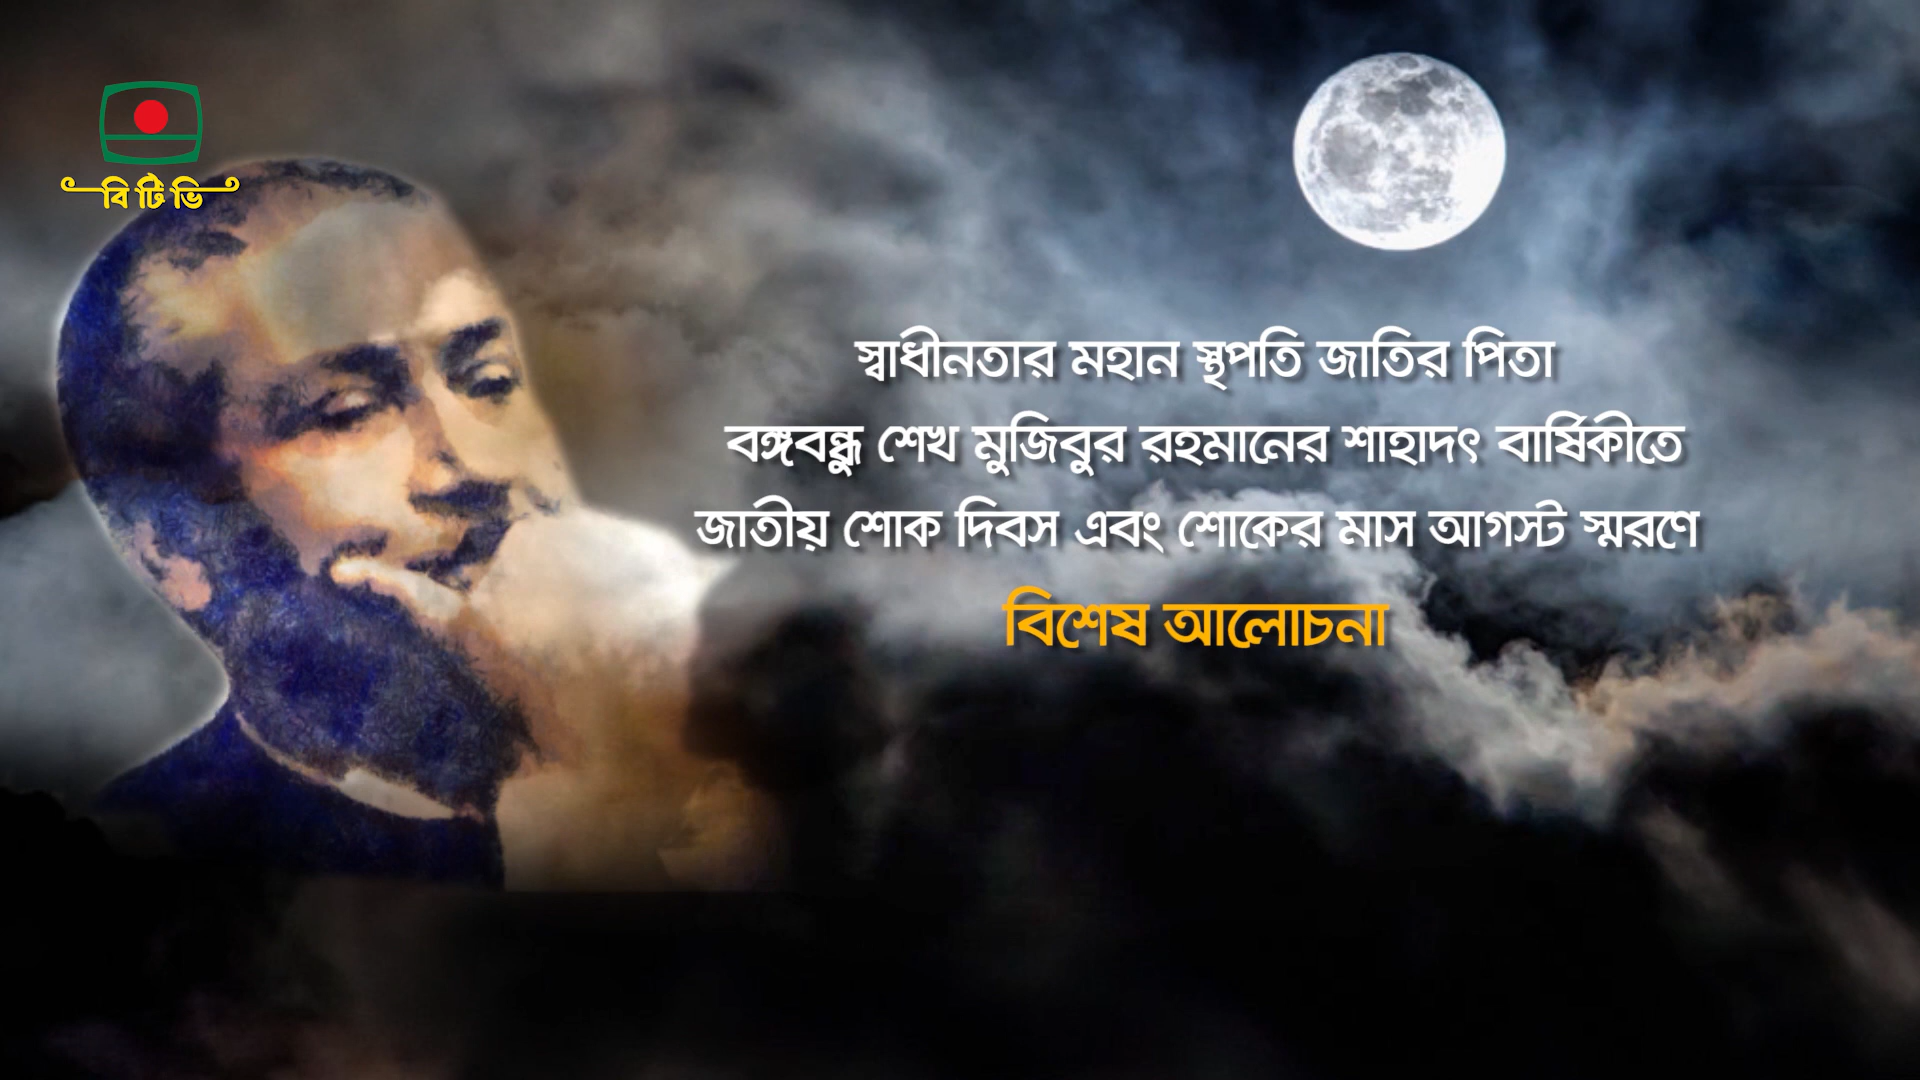 বিটিভি
স্বাধীনতার মহান স্থপতি জাতির পিতা
বঙ্গবন্ধু শেখ মুজিবুর রহমানের শাহাদৎ বার্ষিকীতে
জাতীয় শোক দিবস এবং শোকের মাস আগস্ট স্মরণে
বিশেষ আলোচনা